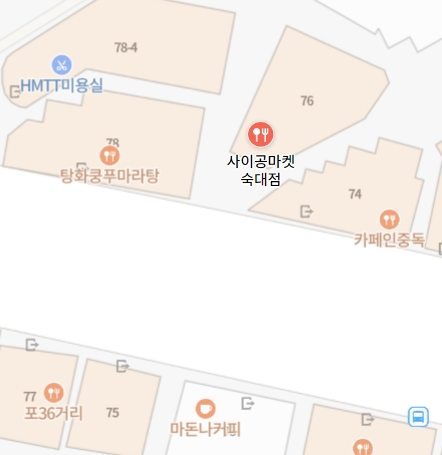 78-4
HMTT미용실
76
78
탕화쿵푸마라탕
사이공마켓
숙대점
74
카페인중독
77
포36거리
75
마돈나커피